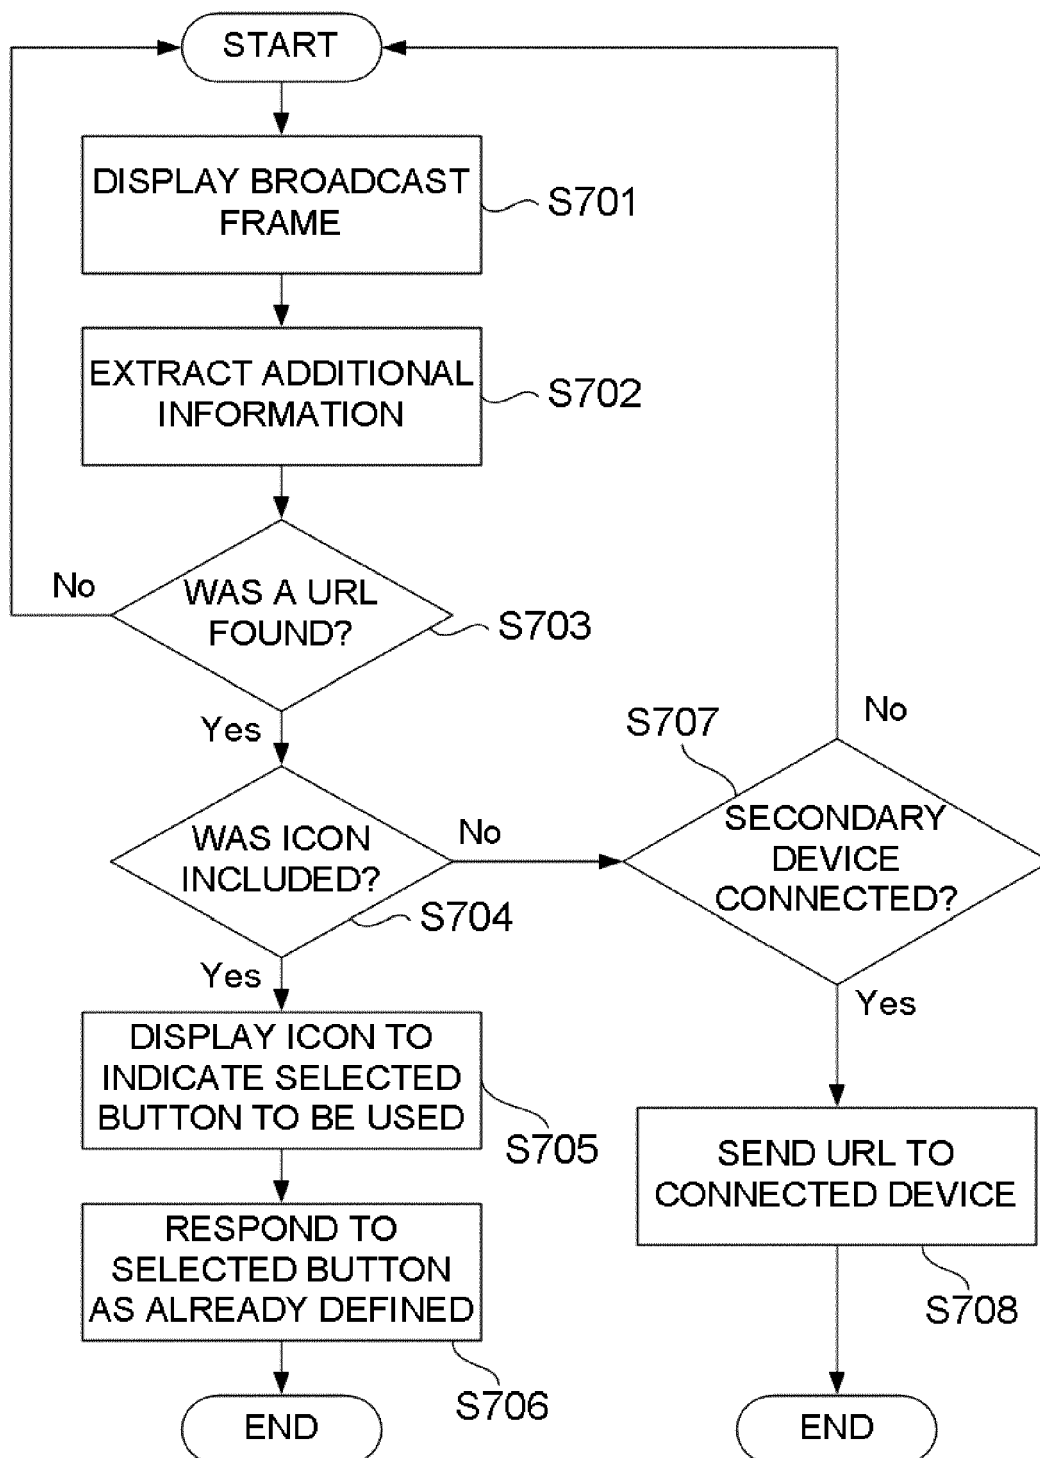 START
DISPLAY BROADCAST
FRAME
S701
EXTRACT ADDITIONAL
INFORMATION
S702
No
WAS A URL
FOUND?
S703
Yes
WAS ICON
INCLUDED?
S704
No
S707
No
SECONDARY
DEVICE
CONNECTED?
Yes
Yes
DISPLAY ICON TO
INDICATE SELECTED
BUTTON TO BE USED
S705
SEND URL TO
CONNECTED DEVICE
S708
RESPOND TO
SELECTED BUTTON
AS ALREADY DEFINED
S706
END
END